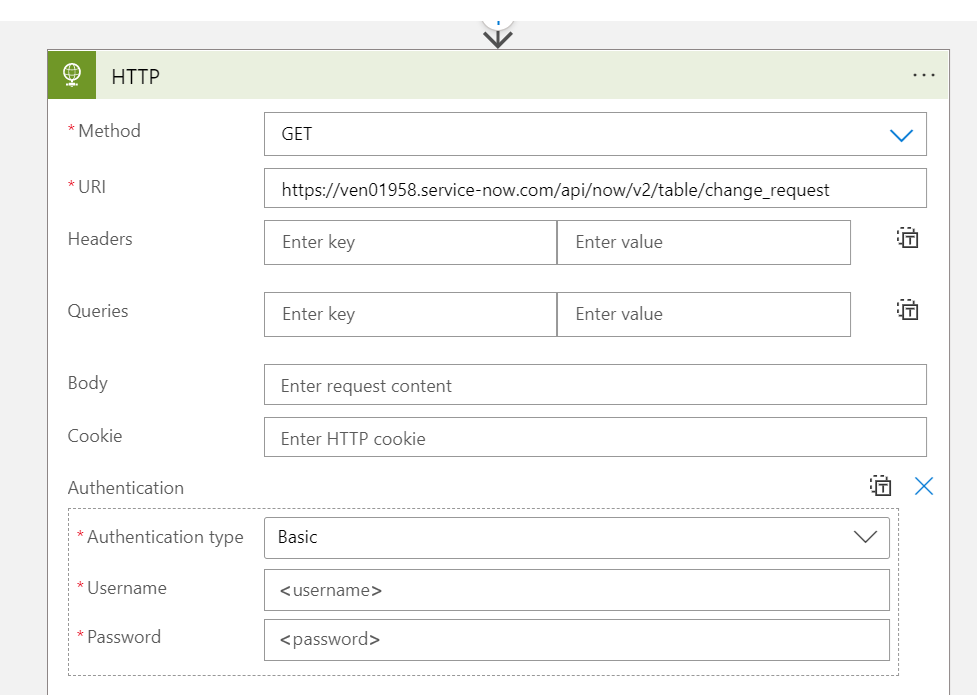 HTTP
* Method
GET
* URI
https://ven01958.service-now.com/api/now/v2/table/change_request
Headers
Enter key
Enter value
Queries
Enter key
Enter value
Body
Enter request content
Cookie
Enter HTTP cookie
Authentication
* Authentication type
Basic
* Username
<username>
* Password
<password>